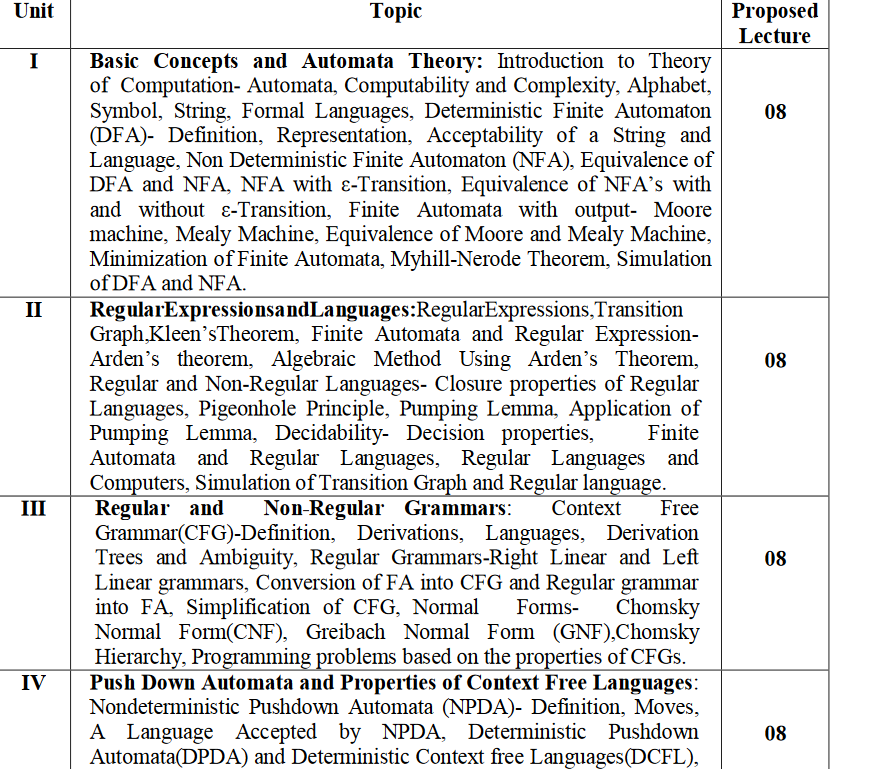 Unit Topic Proposed
Lecture
I Basic Concepts and Automata Theory: Introduction to Theory
of Computation- Automata, Computability and Complexity, Alphabet,
Symbol, String, Formal Languages, Deterministic Finite Automaton
(DFA)- Definition, Representation, Acceptability of a String and
Language, Non Deterministic Finite Automaton (NFA), Equivalence of
DFA and NFA, NFA with ε-Transition, Equivalence of NFA's with
and without ε-Transition, Finite Automata with output- Moore
machine, Mealy Machine, Equivalence of Moore and Mealy Machine,
Minimization of Finite Automata, Myhill-Nerode Theorem, Simulation
of DFA and NFA.
08
II RegularExpressionsandLanguages:RegularExpressions,Transition
Graph,Kleen'sTheorem, Finite Automata and Regular Expression-
Arden's theorem, Algebraic Method Using Arden's Theorem,
Regular and Non-Regular Languages- Closure properties of Regular
Languages, Pigeonhole Principle, Pumping Lemma, Application of
Pumping Lemma, Decidability- Decision properties, Finite
Automata and Regular Languages, Regular Languages and
Computers, Simulation of Transition Graph and Regular language.
08
III Regular and Non-Regular Grammars: Context Free
Grammar(CFG)-Definition, Derivations, Languages, Derivation
Trees and Ambiguity, Regular Grammars-Right Linear and Left
Linear grammars, Conversion of FA into CFG and Regular grammar
into FA, Simplification of CFG, Normal Forms- Chomsky
Normal Form(CNF), Greibach Normal Form (GNF),Chomsky
Hierarchy, Programming problems based on the properties of CFGs.
08
IV Push Down Automata and Properties of Context Free Languages:
Nondeterministic Pushdown Automata (NPDA)- Definition, Moves,
A Language Accepted by NPDA, Deterministic Pushdown
Automata(DPDA) and Deterministic Context free Languages(DCFL),
08